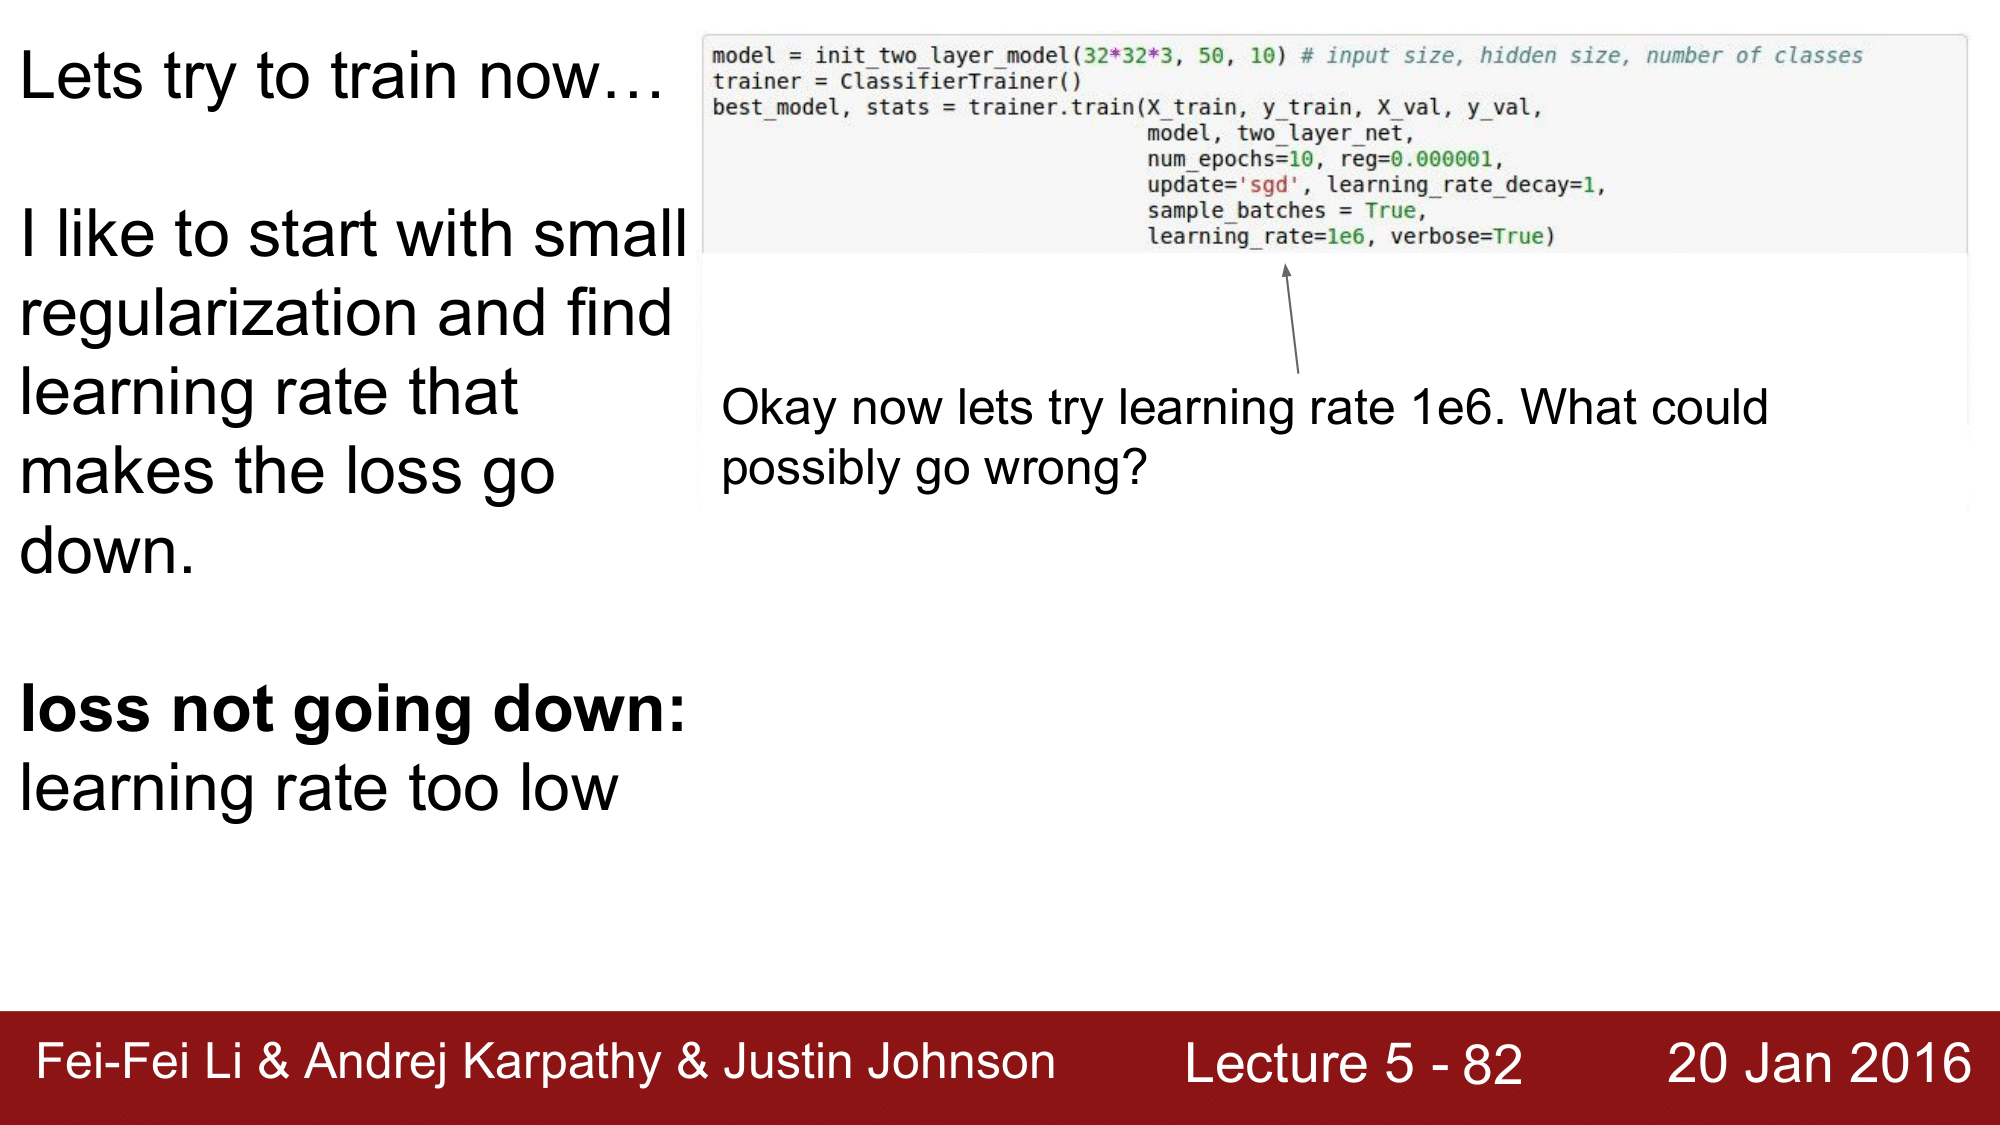 Lets try to train now…
I like to start with small
regularization and find
learning rate that
makes the loss go
down.
loss not going down:
learning rate too low
model = init_two_layer_model(32*32*3, 50, 10) # input size, hidden size, number of classes
trainer = ClassifierTrainer()
best_model, stats = trainer.train(X_train, y_train, X_val, y_val,
model, two_layer_net,
num_epochs=10, reg=0.000001,
update='sgd', learning_rate_decay=1,
sample_batches = True,
learning_rate=1e6, verbose=True)
Okay now lets try learning rate 1e6. What could
possibly go wrong?
Fei-Fei Li & Andrej Karpathy & Justin Johnson Lecture 5 - 82 20 Jan 2016